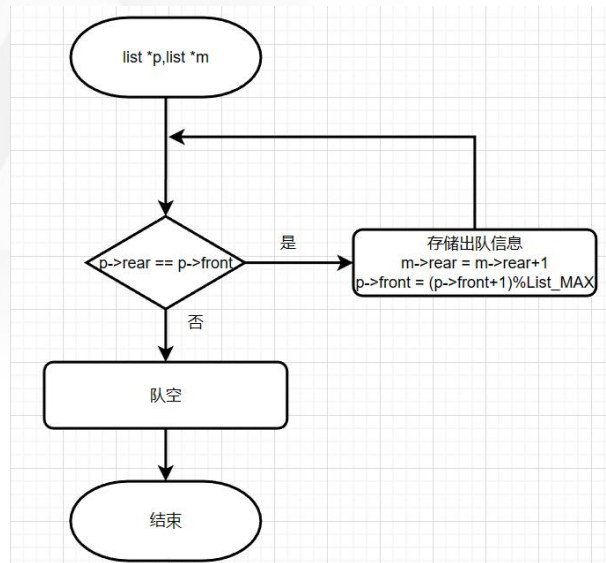 list *p,list *m
p->rear == p->front
是
存储出队信息
m->rear = m->rear+1
p->front = (p->front+1)%List_MAX
否
队空
结束